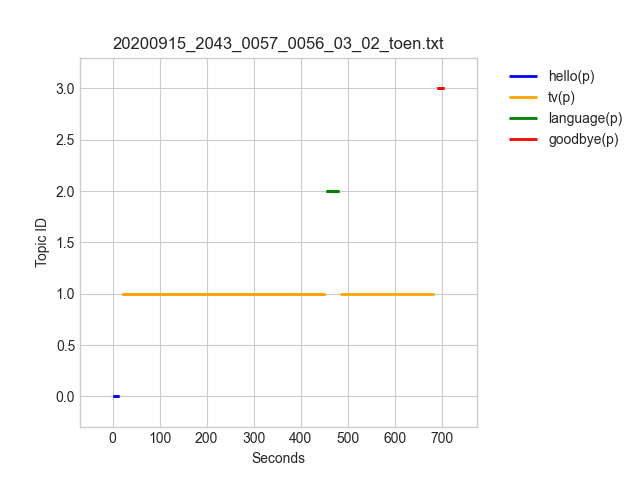 20200915_2043_0057_0056_03_02_toen.txt
hello(p)
tv(p)
language(p)
goodbye(p)
Topic ID
3.0
2.5
2.0
1.5
1.0
0.5
0.0
0 100 200 300 400 500 600 700
Seconds